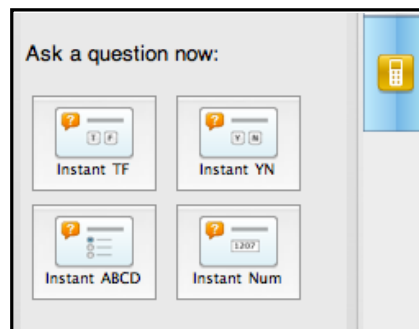 Ask a question now:
? T F
Instant TF
? Y N
Instant YN
?
Instant ABCD
? 1207
Instant Num